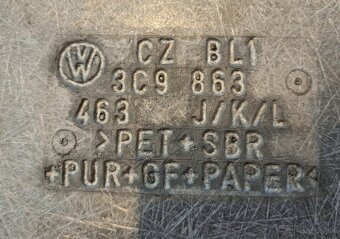 CZ BL1
3C9 863
463 J/K/L
>PET+SBR
+PUR+GF+PAPER<